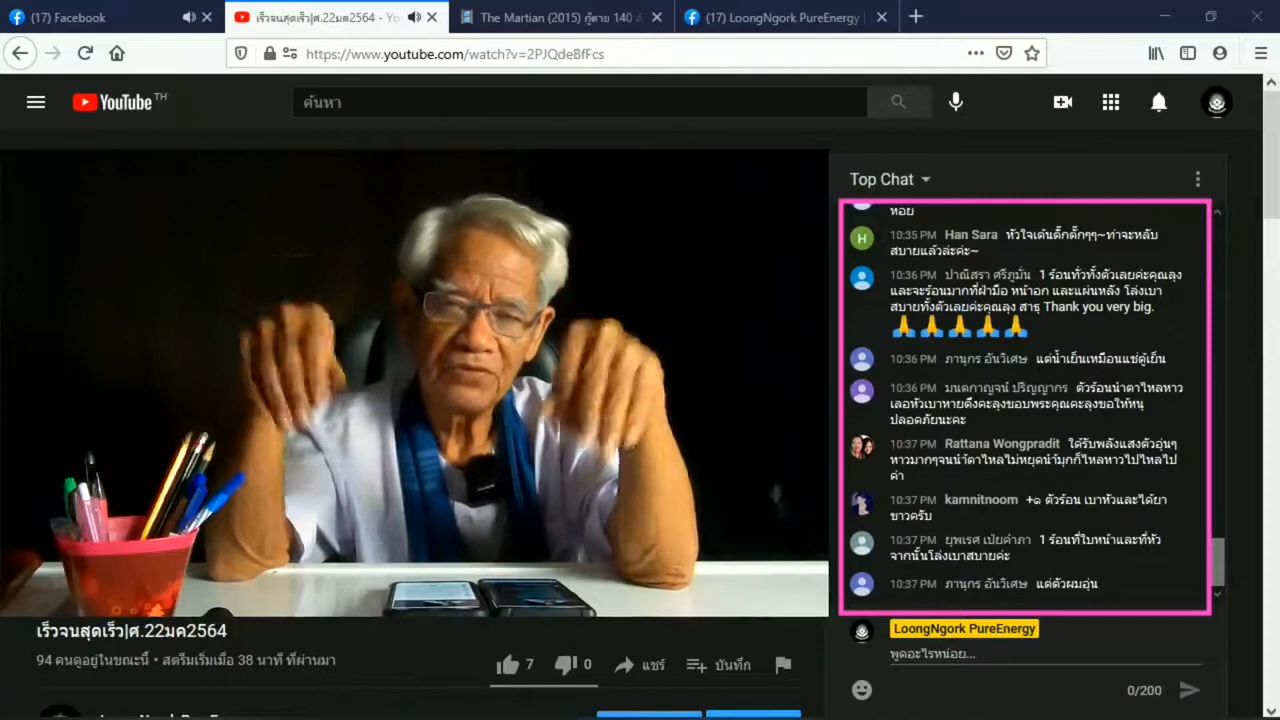 (17) Facebook
เร็วจนสุดเร็ว|ศ.22มค2564 - Yo
The Martian (2015) กู้ตาย 140 ล
(17) LoongNgork PureEnergy
https://www.youtube.com/watch?v=2PJQdeBfFcs
YouTube TH
ค้นหา
Top Chat
หอย
10:35 PM Han Sara หัวใจเต้นตึ๊กตั๊กๆๆ~ท่าจะหลับ
สบายแล้วล่ะค่ะ~
10:36 PM ปาณิสรา ศรีภูมั่น 1 ร้อนทั่วทั้งตัวเลยค่ะคุณลุง
และจะร้อนมากที่ฝ่ามือ หน้าอก และแผ่นหลัง โล่งเบา
สบายทั้งตัวเลยค่ะคุณลุง สาธุ Thank you very big.
🙏🙏🙏🙏🙏
10:36 PM ภานุกร อันวิเศษ แต่น้ำเย็นเหมือนแช่ตู้เย็น
10:36 PM มนตกาญจน์ ปริญญากร ตัวร้อนน้ำตาไหลหาว
เลอหัวเบาหายตึงคะลุงขอบพระคุณคะลุงขอให้หนุ
ปลอดภัยนะคะ
10:37 PM Rattana Wongpradit ได้รับพลังแสงตัวอุ่นๆ
หาวมากๆจนนำ้ตาไหลไม่หยุดนำ้มุกก็ไหลหาวไปไหลไป
ค่า
10:37 PM kamnitnoom +๑ ตัวร้อน เบาหัวและได้ยา
ขาวครับ
10:37 PM ยุพเรศ เปียคำภา 1 ร้อนที่ใบหน้าและที่หัว
จากนั้นโล่งเบาสบายค่ะ
10:37 PM ภานุกร อันวิเศษ แต่ตัวผมอุ่น
LoongNgork PureEnergy
พูดอะไรหน่อย...
0/200
เร็วจนสุดเร็ว|ศ.22มค2564
94 คนดูอยู่ในขณะนี้ • สตรีมเริ่มเมื่อ 38 นาที ที่ผ่านมา
7
0
แชร์
บันทึก